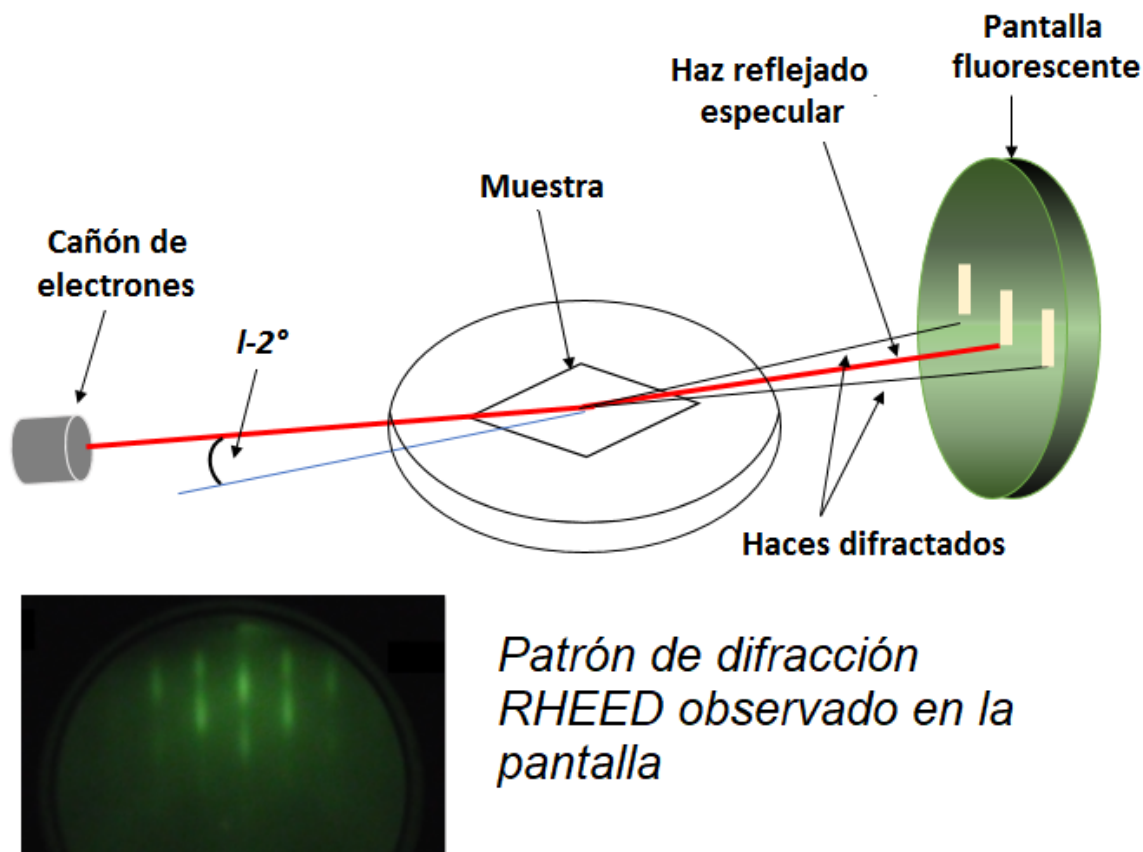 Pantalla
fluorescente
Haz reflejado
especular
Muestra
Cañón de
electrones
l-2°
Haces difractados
Patrón de difracción
RHEED observado en la
pantalla